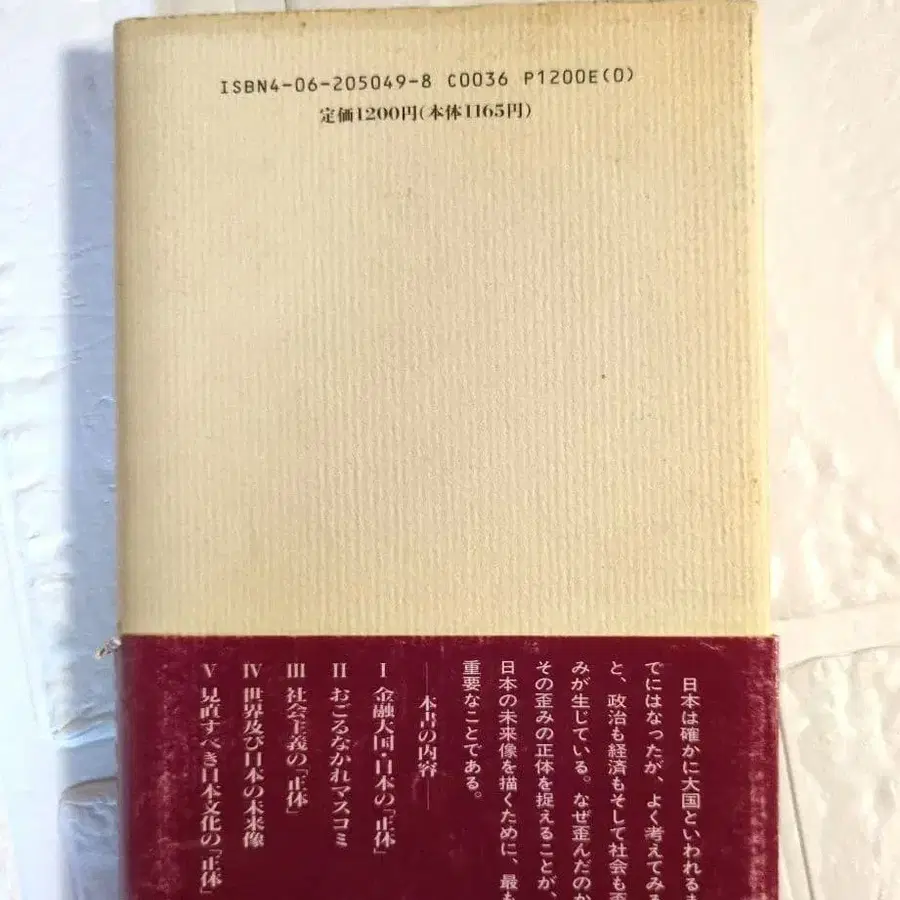 ISBN4-06-205049-8 C0036 P1200E(0)
定価1200円(本体1165円)
日本は確かに大国といわれるま
でにはなったが、よく考えてみる
と、政治も経済もそして社会も歪
みが生じている。なぜ歪んだのか
その歪みの正体を捉えることが、
日本の未来像を描くために、最も
重要なことである。
―本書の内容―
I 金融大国・日本の「正体」
II おごるなかれマスコミ
III 社会主義の「正体」
IV 世界及び日本の未来像
V 見直すべき日本文化の「正体」